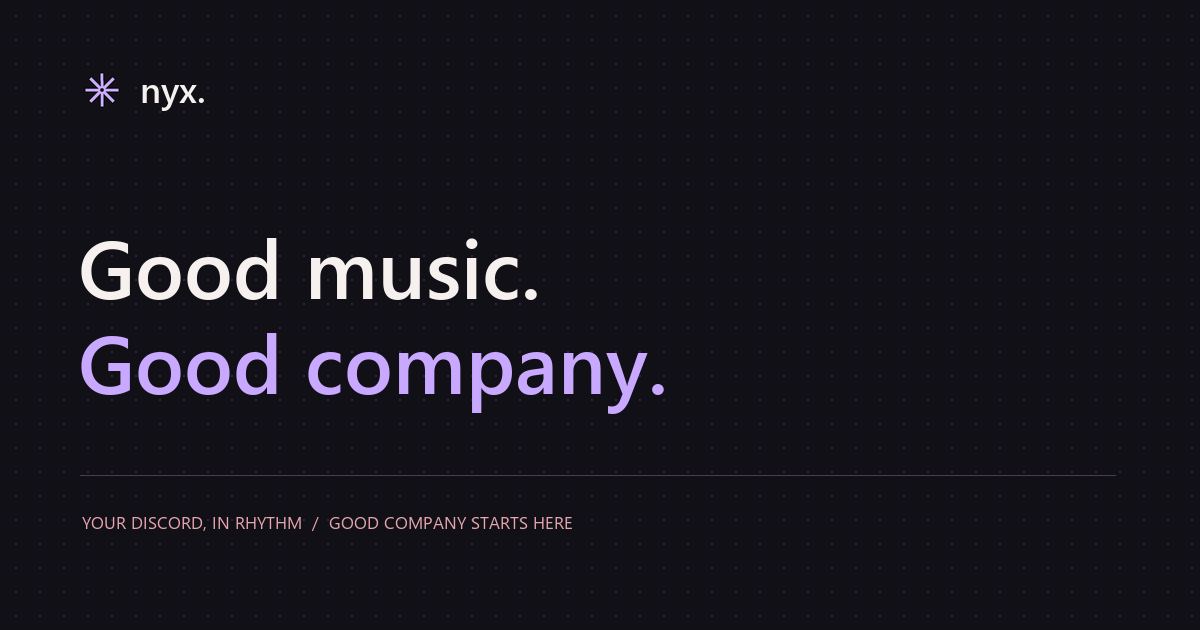 nyx.
Good music.
Good company.
YOUR DISCORD, IN RHYTHM / GOOD COMPANY STARTS HERE